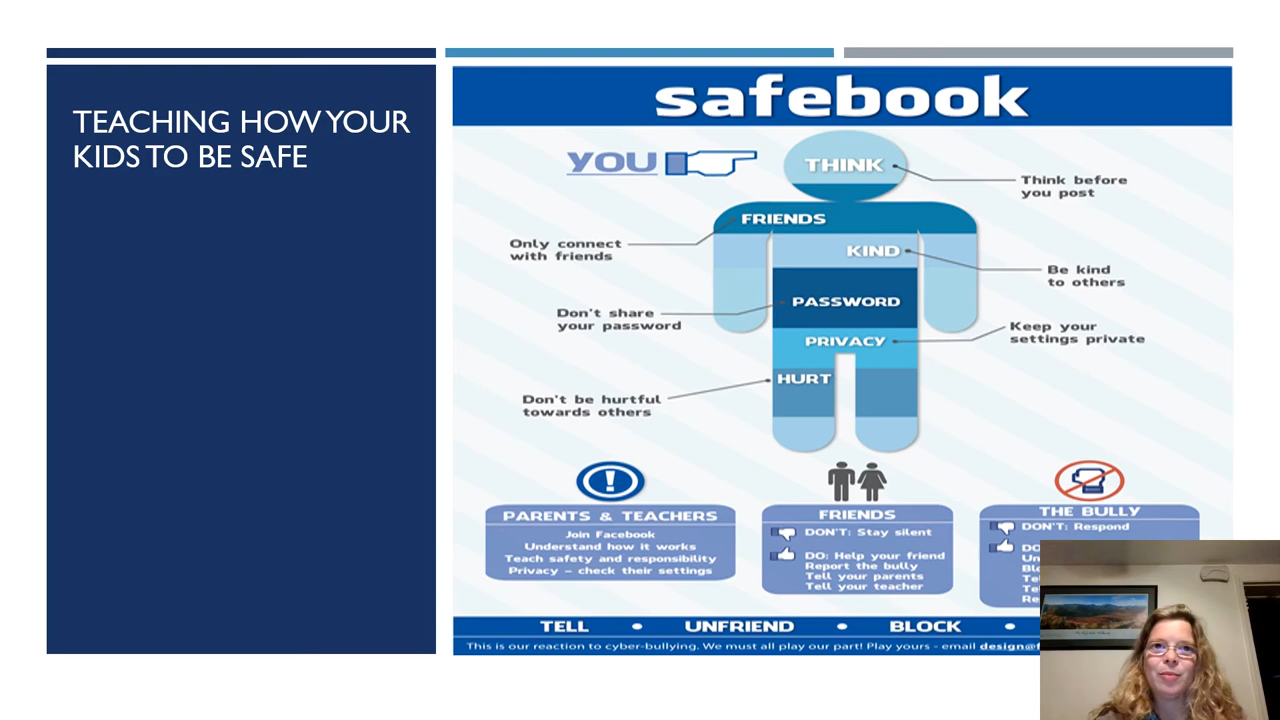 TEACHING HOW YOUR
KIDS TO BE SAFE
safebook
YOU
THINK
Think before
you post
FRIENDS
Only connect
with friends
KIND
Be kind
to others
PASSWORD
Don't share
your password
PRIVACY
Keep your
settings private
HURT
Don't be hurtful
towards others
PARENTS & TEACHERS
Join Facebook
Understand how it works
Teach safety and responsibility
Privacy – check their settings
FRIENDS
DON'T: Stay silent
DO: Help your friend
Report the bully
Tell your parents
Tell your teacher
THE BULLY
DON'T: Respond
TELL • UNFRIEND • BLOCK •
This is our reaction to cyber-bullying. We must all play our part! Play yours - email